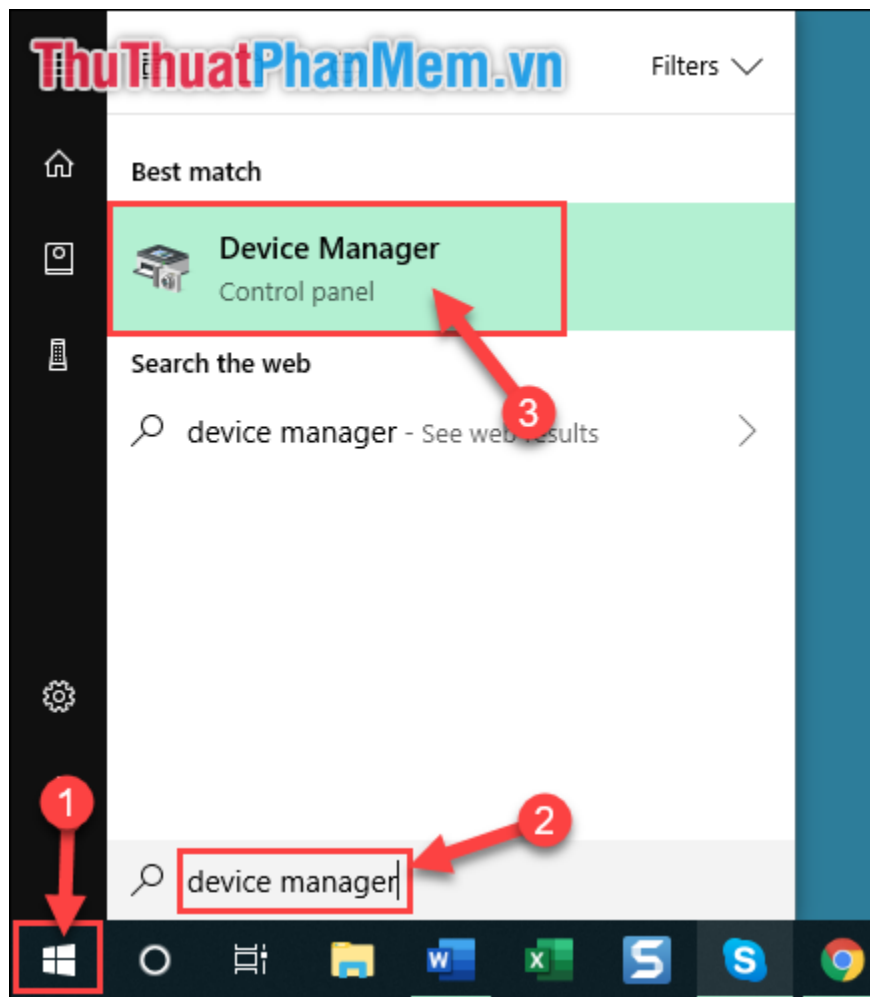 ThuThuatPhanMem.vn
Filters
Best match
Device Manager
Control panel
Search the web
3
device manager - See web results
1
2
device manager
W
X
S
S